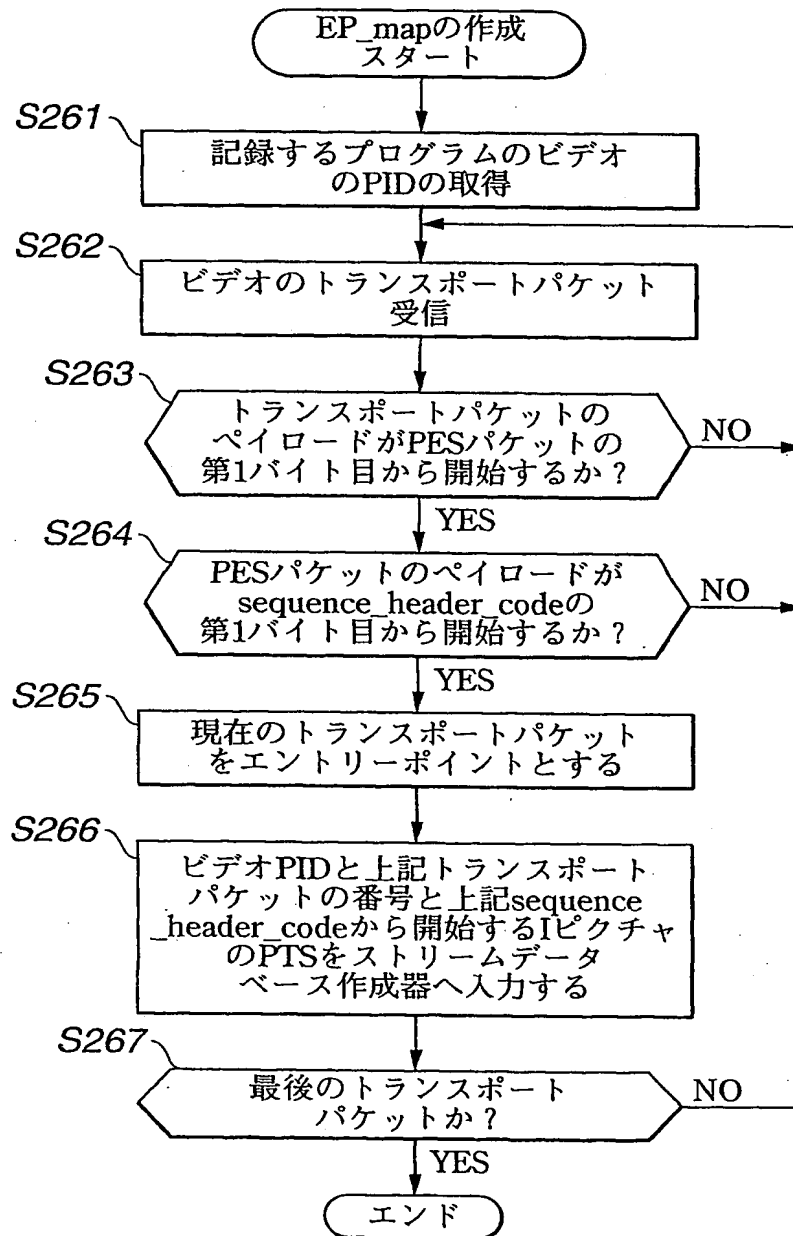 EP_mapの作成
スタート
S261
記録するプログラムのビデオ
のPIDの取得
S262
ビデオのトランスポートパケット
受信
S263
トランスポートパケットの
ペイロードがPESパケットの
第1バイト目から開始するか？
NO
YES
S264
PESパケットのペイロードが
sequence_header_codeの
第1バイト目から開始するか？
NO
YES
S265
現在のトランスポートパケット
をエントリーポイントとする
S266
ビデオPIDと上記トランスポート
パケットの番号と上記sequence
_header_codeから開始するIピクチャ
のPTSをストリームデータ
ベース作成器へ入力する
S267
最後のトランスポート
パケットか？
NO
YES
エンド